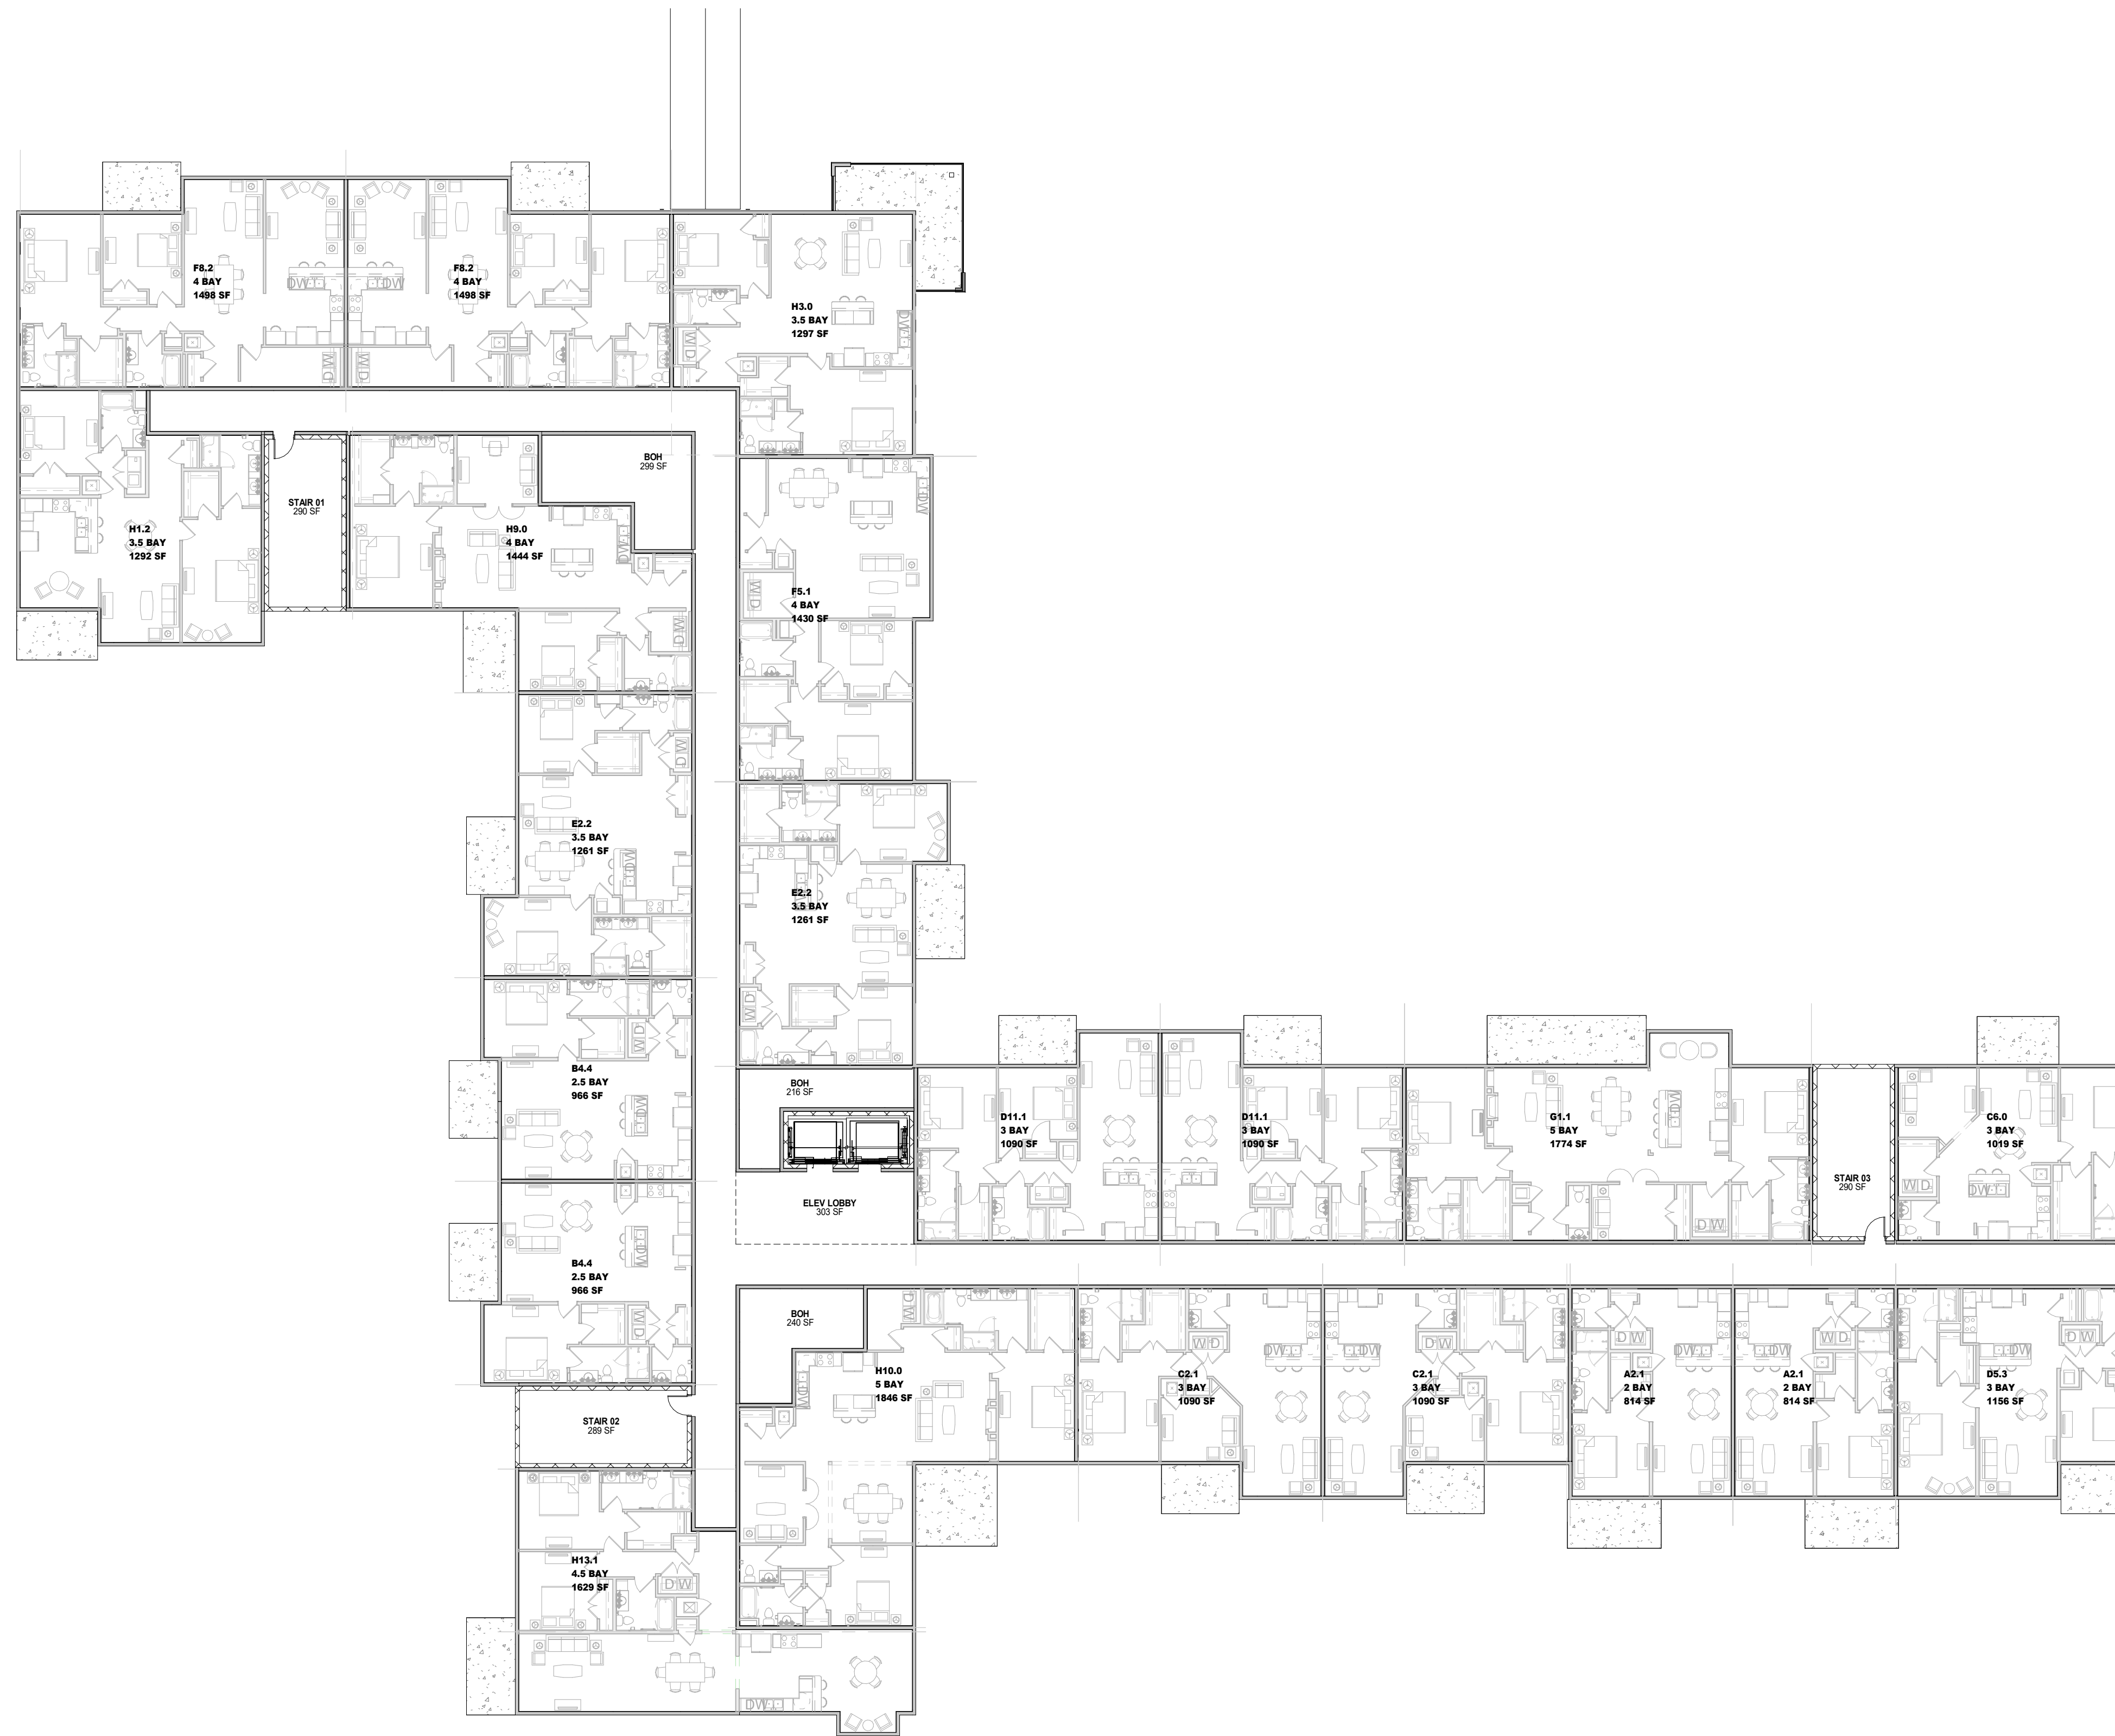 F8.2
4 BAY
1498 SF
F8.2
4 BAY
1498 SF
H3.0
3.5 BAY
1297 SF
BOH
299 SF
STAIR 01
290 SF
H1.2
3.5 BAY
1292 SF
H9.0
4 BAY
1444 SF
F5.1
4 BAY
1430 SF
E2.2
3.5 BAY
1261 SF
E2.2
3.5 BAY
1261 SF
B4.4
2.5 BAY
966 SF
BOH
216 SF
D11.1
3 BAY
1090 SF
D11.1
3 BAY
1090 SF
G1.1
5 BAY
1774 SF
C6.0
3 BAY
1019 SF
STAIR 03
290 SF
ELEV LOBBY
303 SF
B4.4
2.5 BAY
966 SF
BOH
240 SF
H10.0
5 BAY
1846 SF
C2.1
3 BAY
1090 SF
C2.1
3 BAY
1090 SF
A2.1
2 BAY
814 SF
A2.1
2 BAY
814 SF
D5.3
3 BAY
1156 SF
STAIR 02
289 SF
H13.1
4.5 BAY
1629 SF